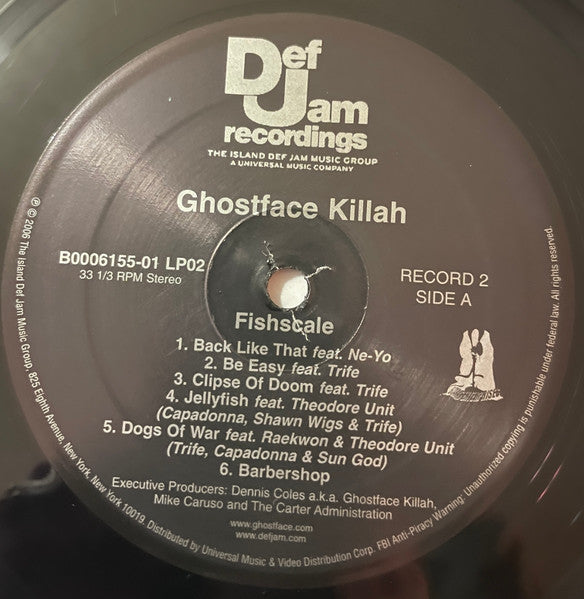 Def
Jam
recordings
THE ISLAND DEF JAM MUSIC GROUP
A UNIVERSAL MUSIC COMPANY
Ghostface Killah
B0006155-01 LP02
33 1/3 RPM Stereo
RECORD 2
SIDE A
Fishscale
1. Back Like That feat. Ne-Yo
2. Be Easy feat. Trife
3. Clipse Of Doom feat. Trife
4. Jellyfish feat. Theodore Unit
(Capadonna, Shawn Wigs & Trife)
5. Dogs Of War feat. Raekwon & Theodore Unit
(Trife, Capadonna & Sun God)
6. Barbershop
Executive Producers: Dennis Coles a.k.a. Ghostface Killah,
Mike Caruso and The Carter Administration
www.ghostface.com
www.defjam.com
℗ © 2006 The Island Def Jam Music Group, 825 Eighth Avenue, New York, New York 10019. Distributed by Universal Music & Video Distribution Corp. FBI Anti-Piracy Warning: Unauthorized copying is punishable under federal law. All rights reserved.